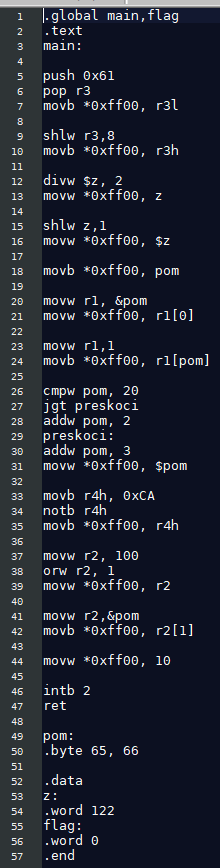 1 .global main,flag
2 .text
3 main:
4
5 push 0x61
6 pop r3
7 movb *0xff00, r3l
8
9 shlw r3,8
10 movb *0xff00, r3h
11
12 divw $z, 2
13 movw *0xff00, z
14
15 shlw z,1
16 movw *0xff00, $z
17
18 movb *0xff00, pom
19
20 movw r1, &pom
21 movw *0xff00, r1[0]
22
23 movw r1,1
24 movb *0xff00, r1[pom]
25
26 cmpw pom, 20
27 jgt preskoci
28 addw pom, 2
29 preskoci:
30 addw pom, 3
31 movw *0xff00, $pom
32
33 movb r4h, 0xCA
34 notb r4h
35 movb *0xff00, r4h
36
37 movw r2, 100
38 orw r2, 1
39 movw *0xff00, r2
40
41 movw r2,&pom
42 movb *0xff00, r2[1]
43
44 movw *0xff00, 10
45
46 intb 2
47 ret
48
49 pom:
50 .byte 65, 66
51
52 .data
53 z:
54 .word 122
55 flag:
56 .word 0
57 .end